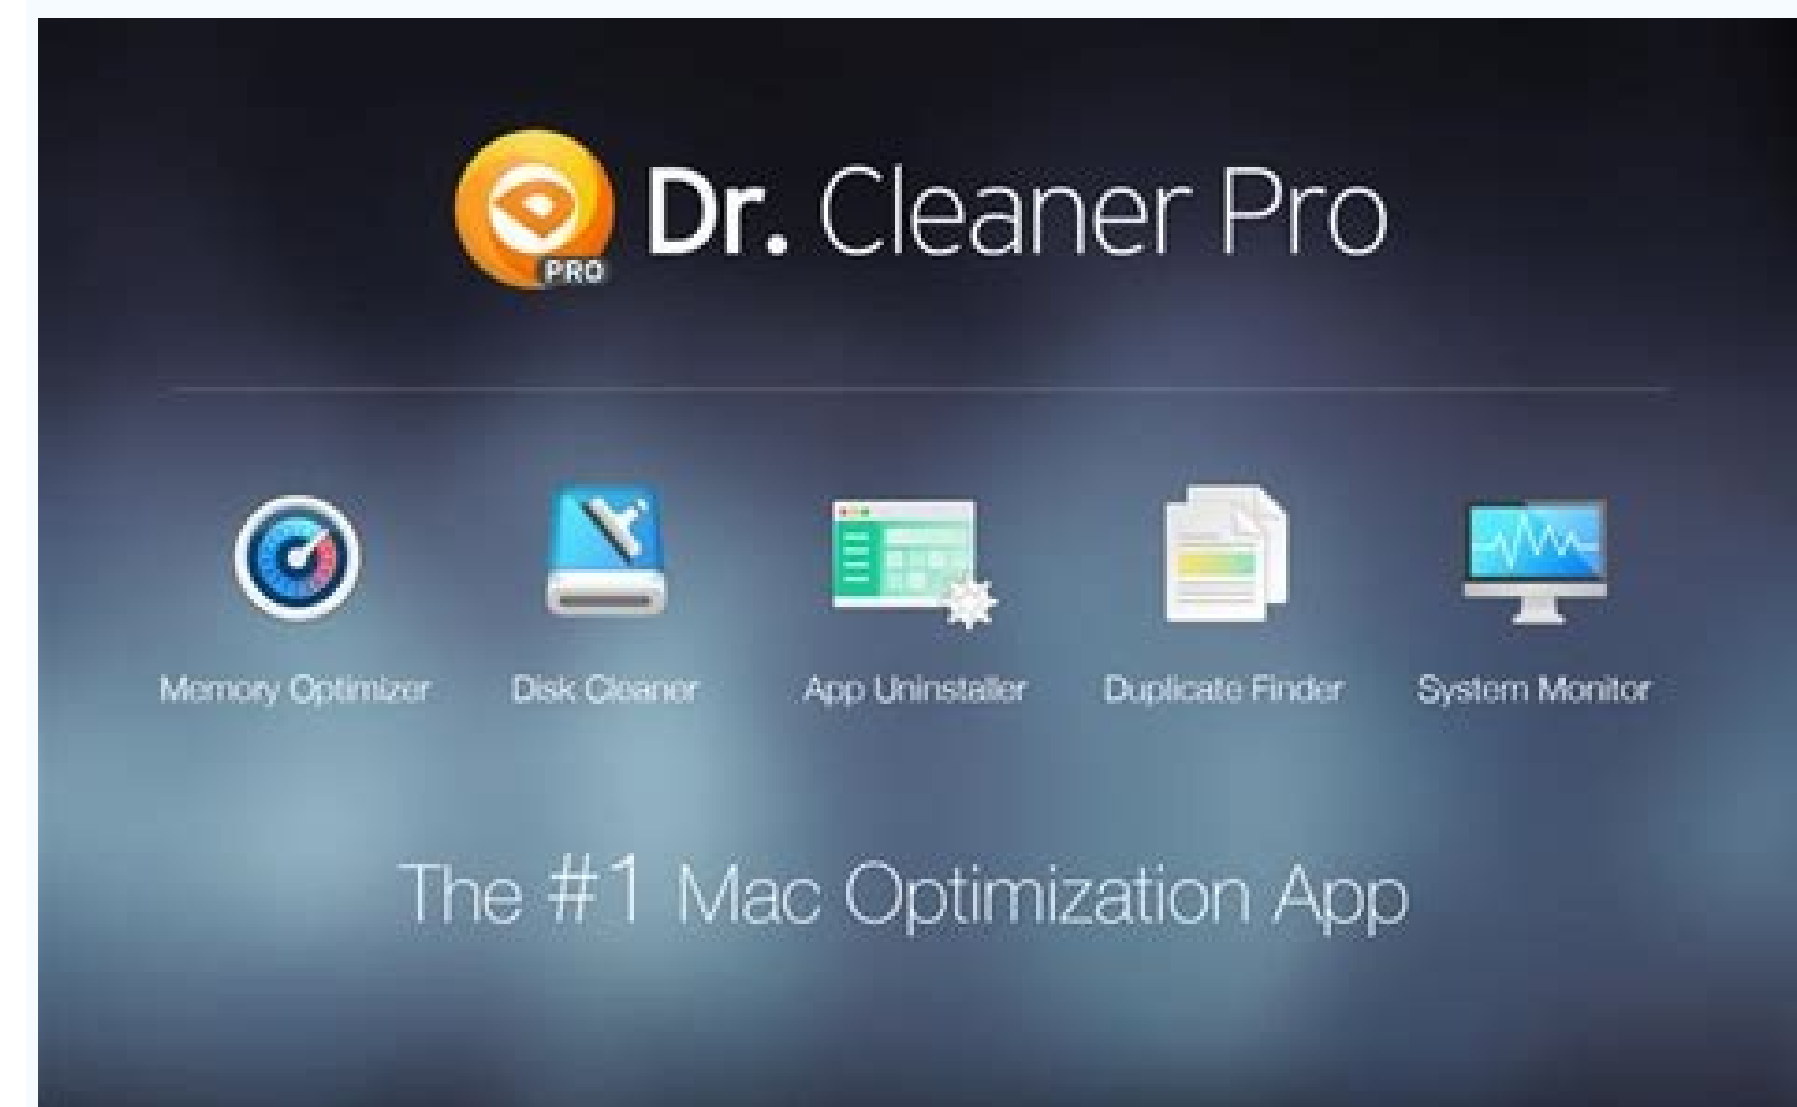 Dr. Cleaner Pro
PRO
Memory Optimizer
Disk Cleaner
App Uninstaller
Duplicate Finder
System Monitor
The #1 Mac Optimization App